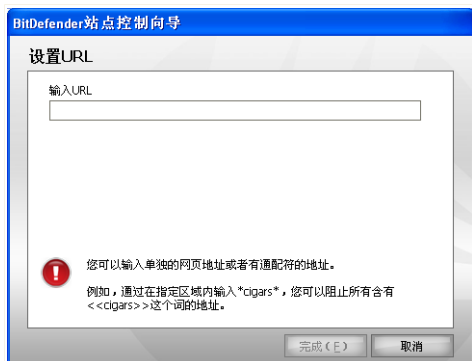 BitDefender站点控制向导
设置URL
输入URL
您可以输入单独的网页地址或者有通配符的地址。
例如，通过在指定区域内输入*cigars*，您可以阻止所有含有
<<cigars>>这个词的地址。
完成(F)
取消